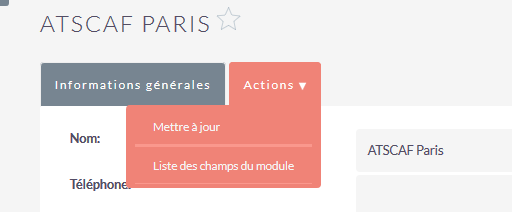 ATSCAF PARIS
Informations générales
Actions ▼
Mettre à jour
Liste des champs du module
Nom:
ATSCAF Paris
Téléphone: